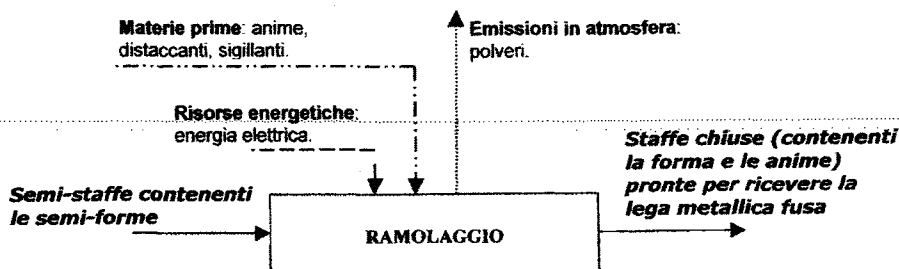 Materie prime: anime,
distaccanti, sigillanti.
Emissioni in atmosfera:
polveri.
Risorse energetiche:
energia elettrica.
Staffe chiuse (contenenti
la forma e le anime)
pronte per ricevere la
lega metallica fusa
Semi-staffe contenenti
le semi-forme
RAMOLAGGIO